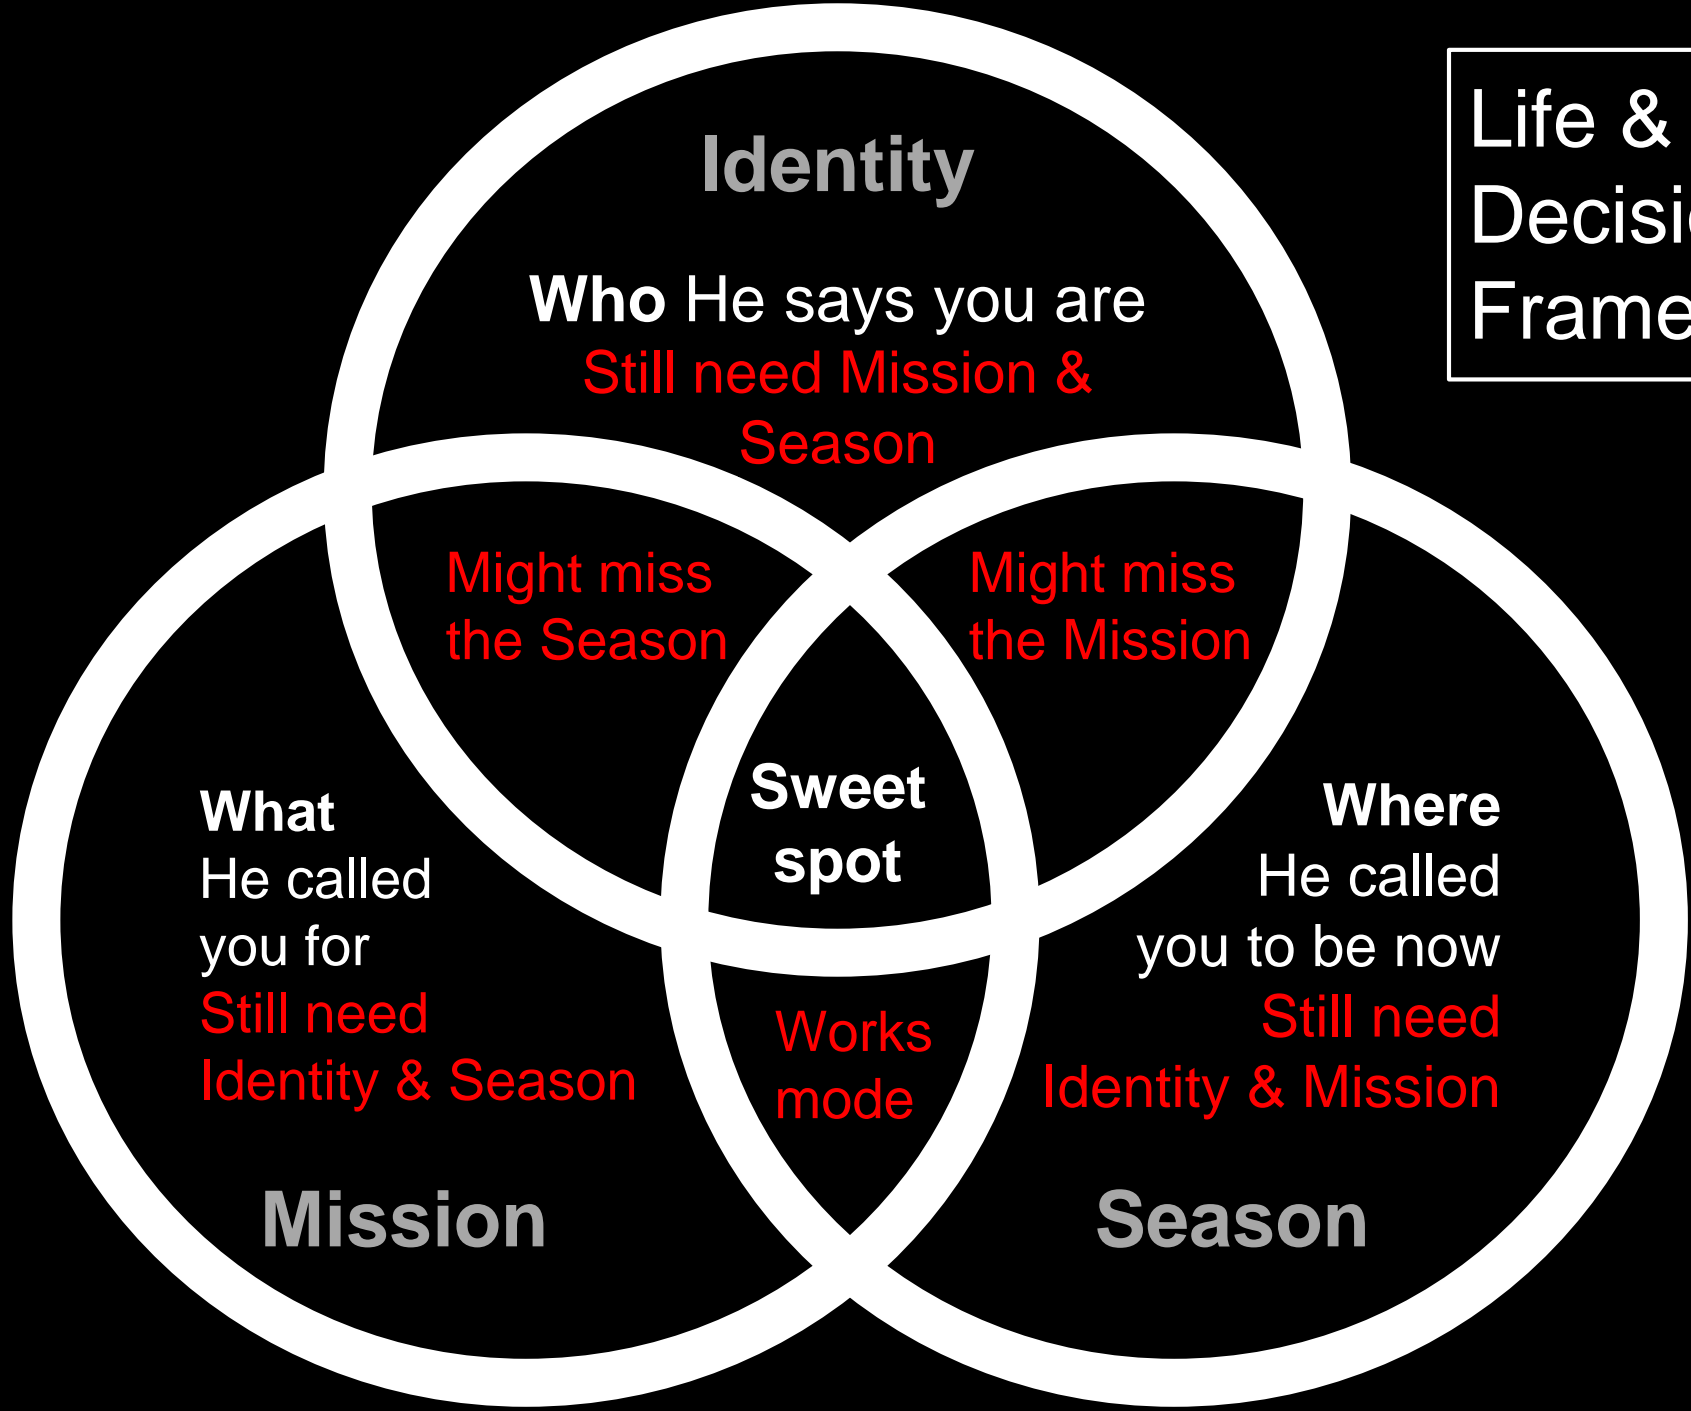 Life &
Identity
Who He says you are
Still need Mission &
Season
Might miss
the Season
Might miss
the Mission
Sweet
spot
What
He called
you for
Still need
Identity & Season
Where
He called
you to be now
Still need
Identity & Mission
Works
mode
Mission
Season